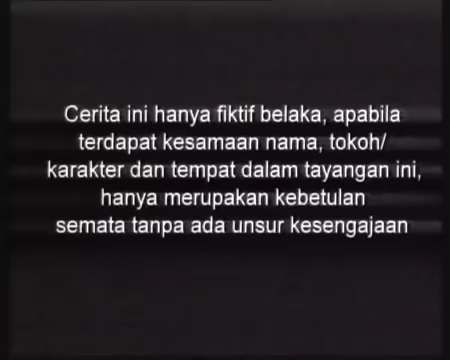 Cerita ini hanya fiktif belaka, apabila
terdapat kesamaan nama, tokoh/
karakter dan tempat dalam tayangan ini,
hanya merupakan kebetulan
semata tanpa ada unsur kesengajaan